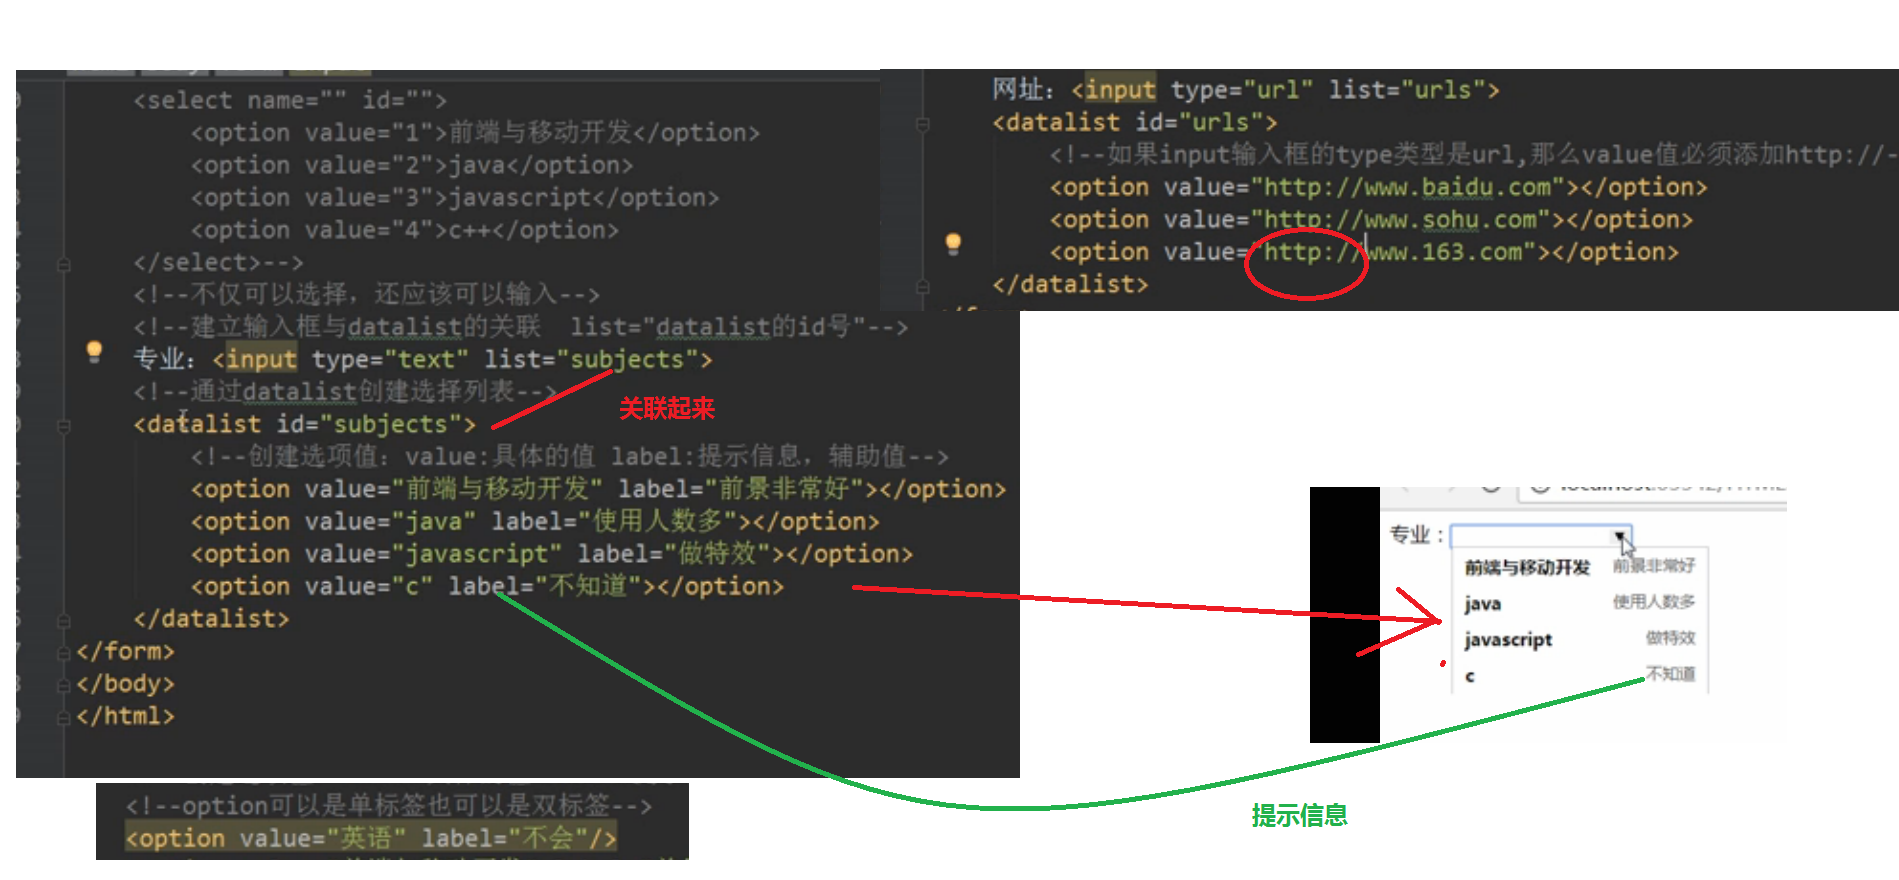 <select name="" id="">
<option value="1">前端与移动开发</option>
<option value="2">java</option>
<option value="3">javascript</option>
<option value="4">c++</option>
</select>-->
<!--不仅可以选择，还应该可以输入-->
<!--建立输入框与datalist的关联  list="datalist的id号"-->
专业：<input type="text" list="subjects">
<!--通过datalist创建选择列表-->
<datalist id="subjects">
<!--创建选项值：value:具体的值 label:提示信息，辅助值-->
<option value="前端与移动开发" label="前景非常好"></option>
<option value="java" label="使用人数多"></option>
<option value="javascript" label="做特效"></option>
<option value="c" label="不知道"></option>
</datalist>
</form>
</body>
</html>
关联起来
网址：<input type="url" list="urls">
<datalist id="urls">
<!--如果input输入框的type类型是url,那么value值必须添加http://-
<option value="http://www.baidu.com"></option>
<option value="http://www.sohu.com"></option>
<option value="http://www.163.com"></option>
</datalist>
专业：
前端与移动开发 前景非常好
java 使用人数多
javascript 做特效
c 不知道
提示信息
<!--option可以是单标签也可以是双标签-->
<option value="英语" label="不会"/>